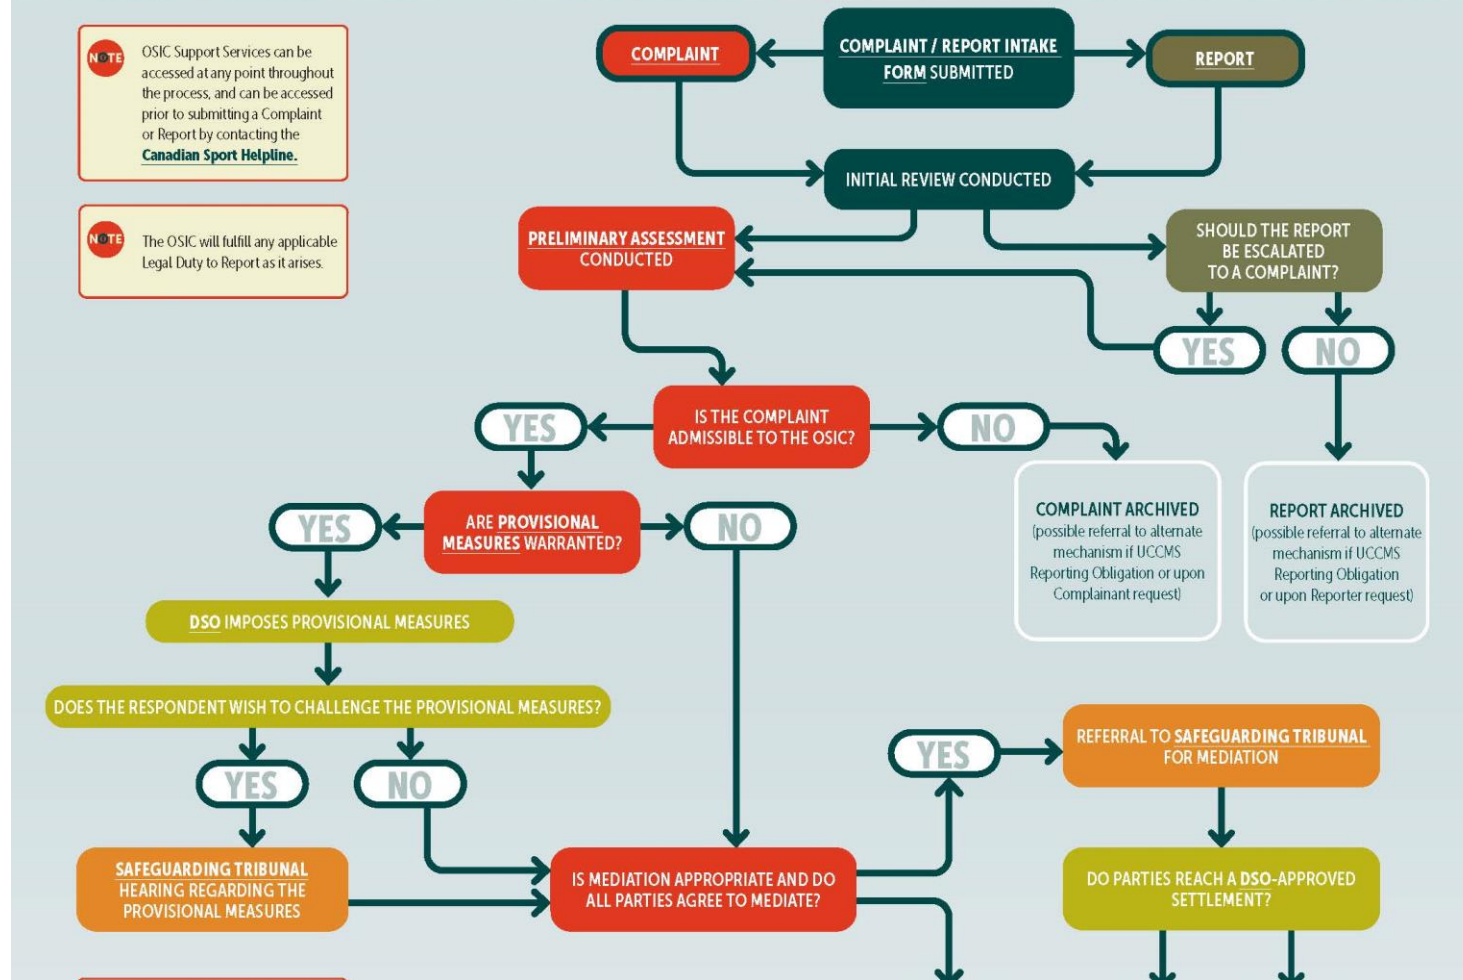 NOTE
OSIC Support Services can be
accessed at any point throughout
the process, and can be accessed
prior to submitting a Complaint
or Report by contacting the
Canadian Sport Helpline.
NOTE
The OSIC will fulfill any applicable
Legal Duty to Report as it arises.
COMPLAINT
COMPLAINT / REPORT INTAKE
FORM SUBMITTED
REPORT
INITIAL REVIEW CONDUCTED
PRELIMINARY ASSESSMENT
CONDUCTED
SHOULD THE REPORT
BE ESCALATED
TO A COMPLAINT?
YES
NO
IS THE COMPLAINT
ADMISSIBLE TO THE OSIC?
YES
NO
COMPLAINT ARCHIVED
(possible referral to alternate
mechanism if UCCMS
Reporting Obligation or upon
Complainant request)
REPORT ARCHIVED
(possible referral to alternate
mechanism if UCCMS
Reporting Obligation
or upon Reporter request)
ARE PROVISIONAL
MEASURES WARRANTED?
YES
NO
DSO IMPOSES PROVISIONAL MEASURES
DOES THE RESPONDENT WISH TO CHALLENGE THE PROVISIONAL MEASURES?
YES
NO
SAFEGUARDING TRIBUNAL
HEARING REGARDING THE
PROVISIONAL MEASURES
IS MEDIATION APPROPRIATE AND DO
ALL PARTIES AGREE TO MEDIATE?
YES
REFERRAL TO SAFEGUARDING TRIBUNAL
FOR MEDIATION
DO PARTIES REACH A DSO-APPROVED
SETTLEMENT?